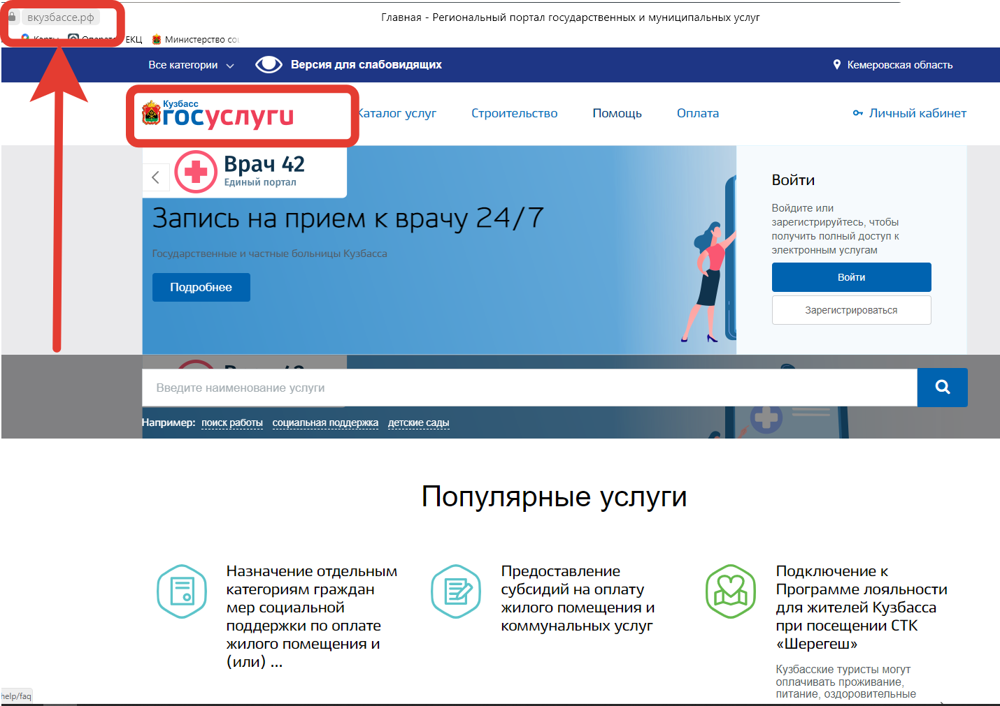 вкузбассе.рф
Главная - Региональный портал государственных и муниципальных услуг
Карты
ЕКЦ
Министерство
Все категории
Версия для слабовидящих
Кемеровская область
Кузбасс
госуслуги
Каталог услуг
Строительство
Помощь
Оплата
Личный кабинет
Врач 42
Единый портал
Запись на прием к врачу 24/7
Государственные и частные больницы Кузбасса
Подробнее
Войти
Войдите или
зарегистрируйтесь, чтобы
получить полный доступ к
электронным услугам
Войти
Зарегистрироваться
Введите наименование услуги
Например: поиск работы социальная поддержка детские сады
Популярные услуги
Назначение отдельным
категориям граждан
мер социальной
поддержки по оплате
жилого помещения и
(или) ...
Предоставление
субсидий на оплату
жилого помещения и
коммунальных услуг
Подключение к
Программе лояльности
для жителей Кузбасса
при посещении СТК
«Шерегеш»
Кузбасские туристы могут
оплачивать проживание,
питание, оздоровительные
help/faq